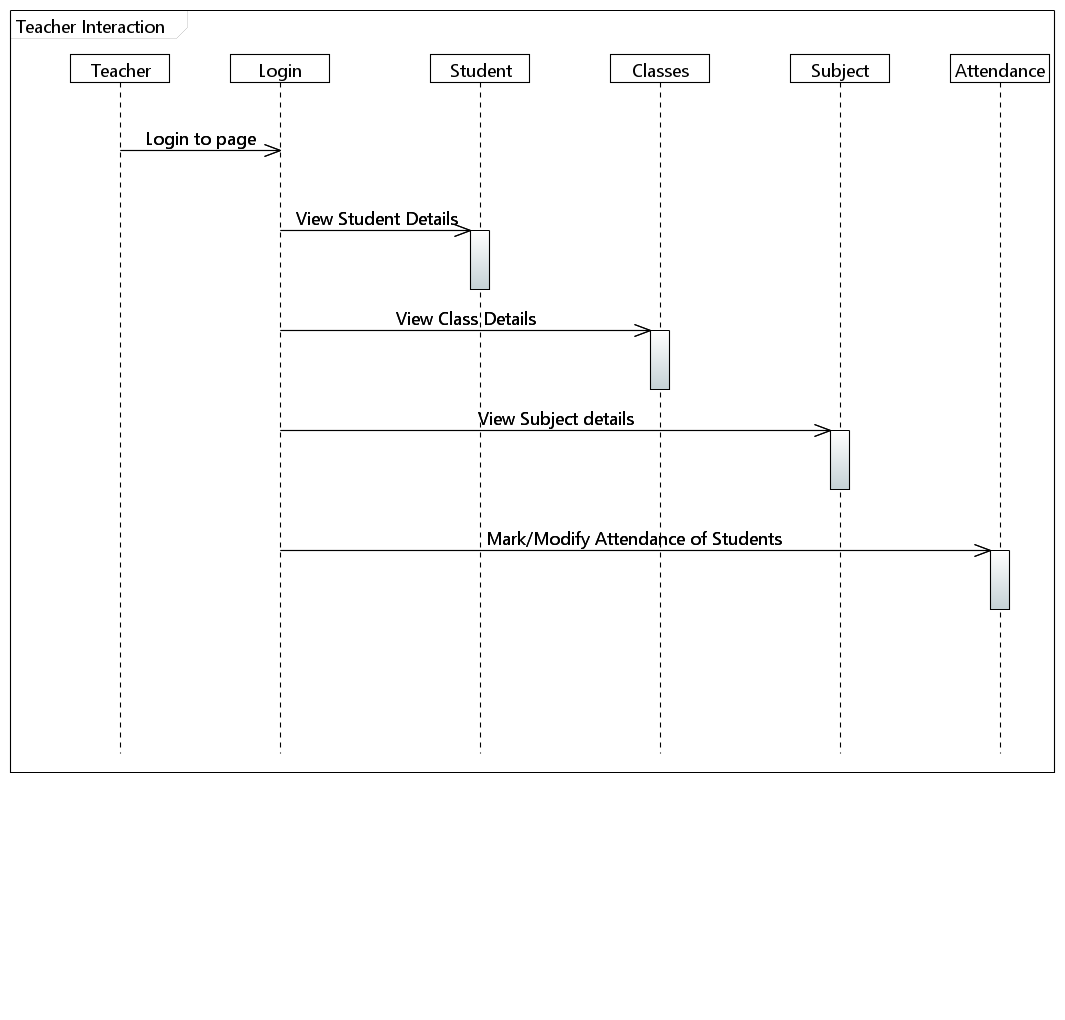 Teacher Interaction
Teacher
Login
Student
Classes
Subject
Attendance
Login to page
View Student Details
View Class Details
View Subject details
Mark/Modify Attendance of Students